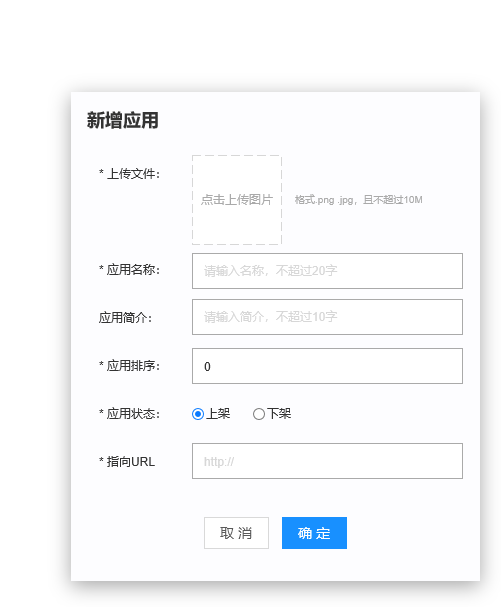 新增应用
* 上传文件：
点击上传图片
格式.png .jpg，且不超过10M
* 应用名称： 请输入名称，不超过20字
应用简介： 请输入简介，不超过10字
* 应用排序： 0
* 应用状态： 上架 下架
* 指向URL http://
取 消 确 定